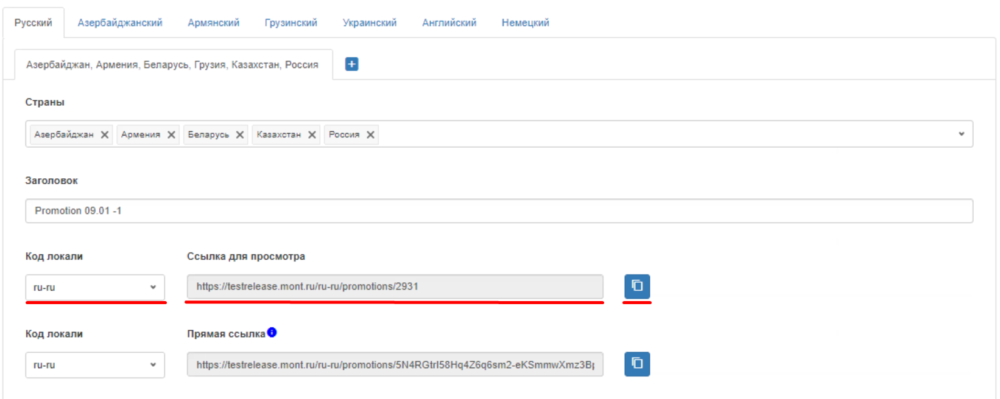 Русский Азербайджанский Армянский Грузинский Украинский Английский Немецкий
Азербайджан, Армения, Беларусь, Грузия, Казахстан, Россия
Страны
Азербайджан Армения Беларусь Казахстан Россия
Заголовок
Promotion 09.01 -1
Код локали Ссылка для просмотра
ru-ru https://testrelease.mont.ru/ru-ru/promotions/2931
Код локали Прямая ссылка
ru-ru https://testrelease.mont.ru/ru-ru/promotions/5N4RGtrI58Hq4Z6q6sm2-eKSmmwXmz3Bp